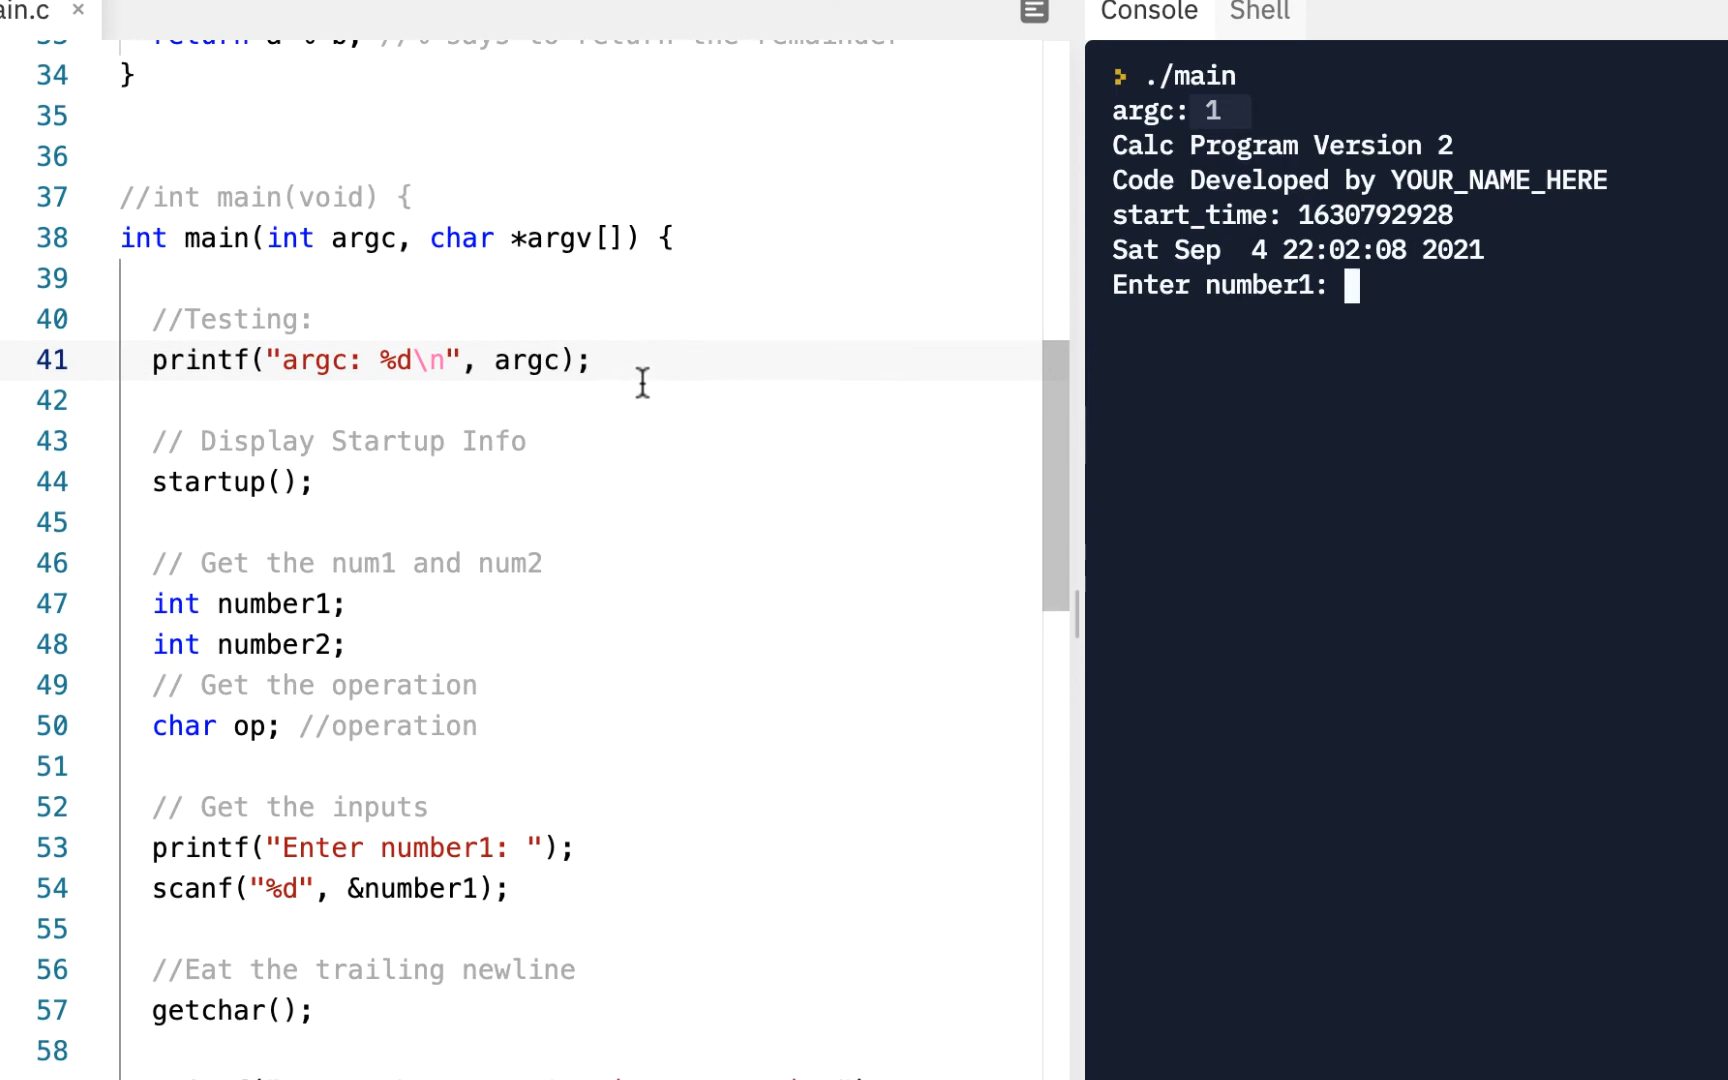 ain.c ×
Console Shell
34 }
35
36
37 //int main(void) {
38 int main(int argc, char *argv[]) {
39
40 //Testing:
41 printf("argc: %d\n", argc);
42
43 // Display Startup Info
44 startup();
45
46 // Get the num1 and num2
47 int number1;
48 int number2;
49 // Get the operation
50 char op; //operation
51
52 // Get the inputs
53 printf("Enter number1: ");
54 scanf("%d", &number1);
55
56 //Eat the trailing newline
57 getchar();
58
./main
argc: 1
Calc Program Version 2
Code Developed by YOUR_NAME_HERE
start_time: 1630792928
Sat Sep  4 22:02:08 2021
Enter number1: